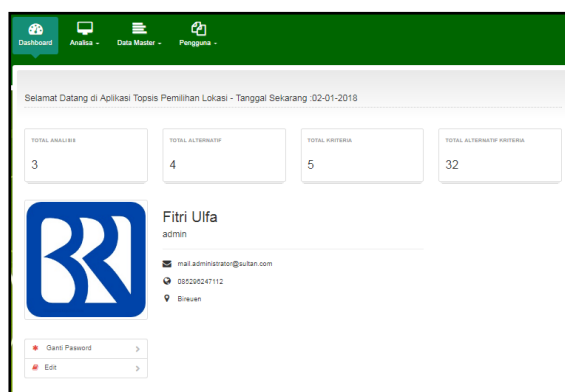 Dashboard
Analisa
Data Master
Pengguna
Selamat Datang di Aplikasi Topsis Pemilihan Lokasi - Tanggal Sekarang :02-01-2018
TOTAL ANALISIS
TOTAL ALTERNATIF
TOTAL KRITERIA
TOTAL ALTERNATIF KRITERIA
3
4
5
32
BRI
Fitri Ulfa
admin
mail.administrator@sultan.com
085296247112
Bireuen
Ganti Pasword
Edit